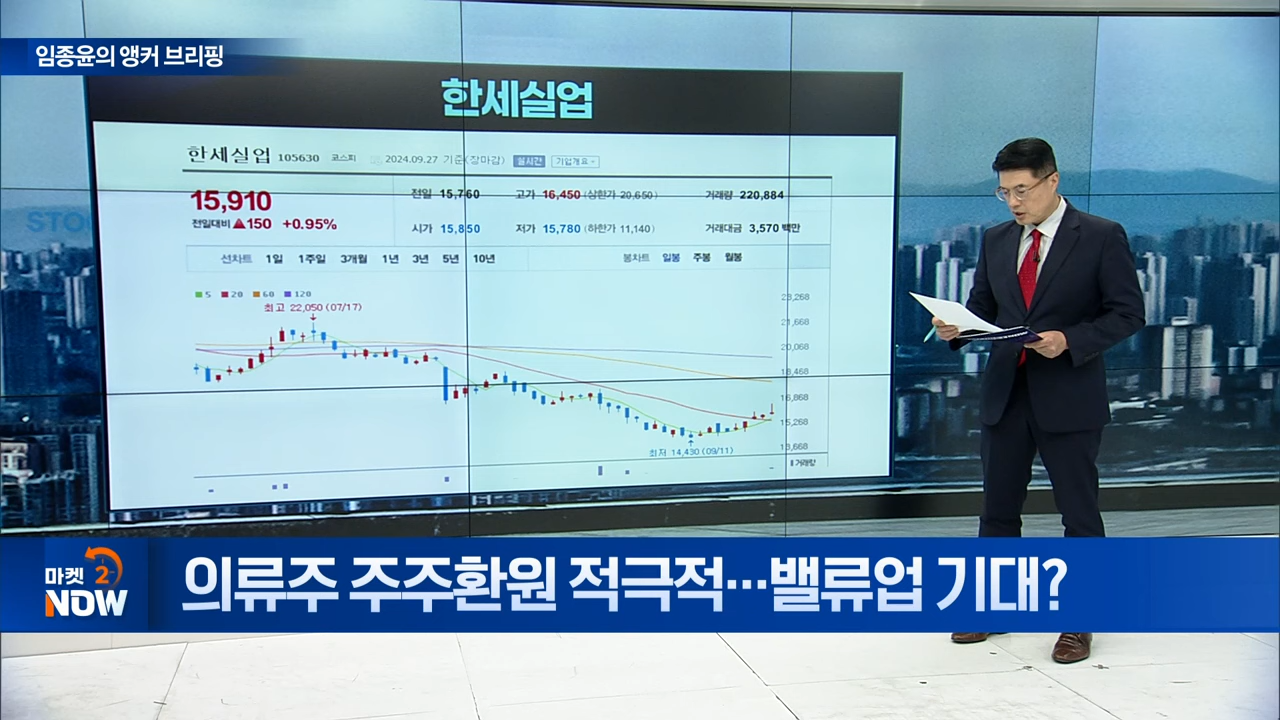 임종윤의 앵커 브리핑
한세실업
한세실업 105630 코스피 2024.09.27 기준(장마감) 실시간 기업개요
15,910
전일대비 ▲150 +0.95%
전일 15,760 고가 16,450 (상한가 20,650) 거래량 220,884
시가 15,850 저가 15,780 (하한가 11,140) 거래대금 3,570 백만
선차트 1일 1주일 3개월 1년 3년 5년 10년 봉차트 일봉 주봉 월봉
5 20 60 120
최고 22,050 (07/17)
23,268
21,668
20,068
18,468
16,868
15,268
13,668
최저 14,430 (09/11)
거래량
마켓 2
NOW
의류주 주주환원 적극적…밸류업 기대?